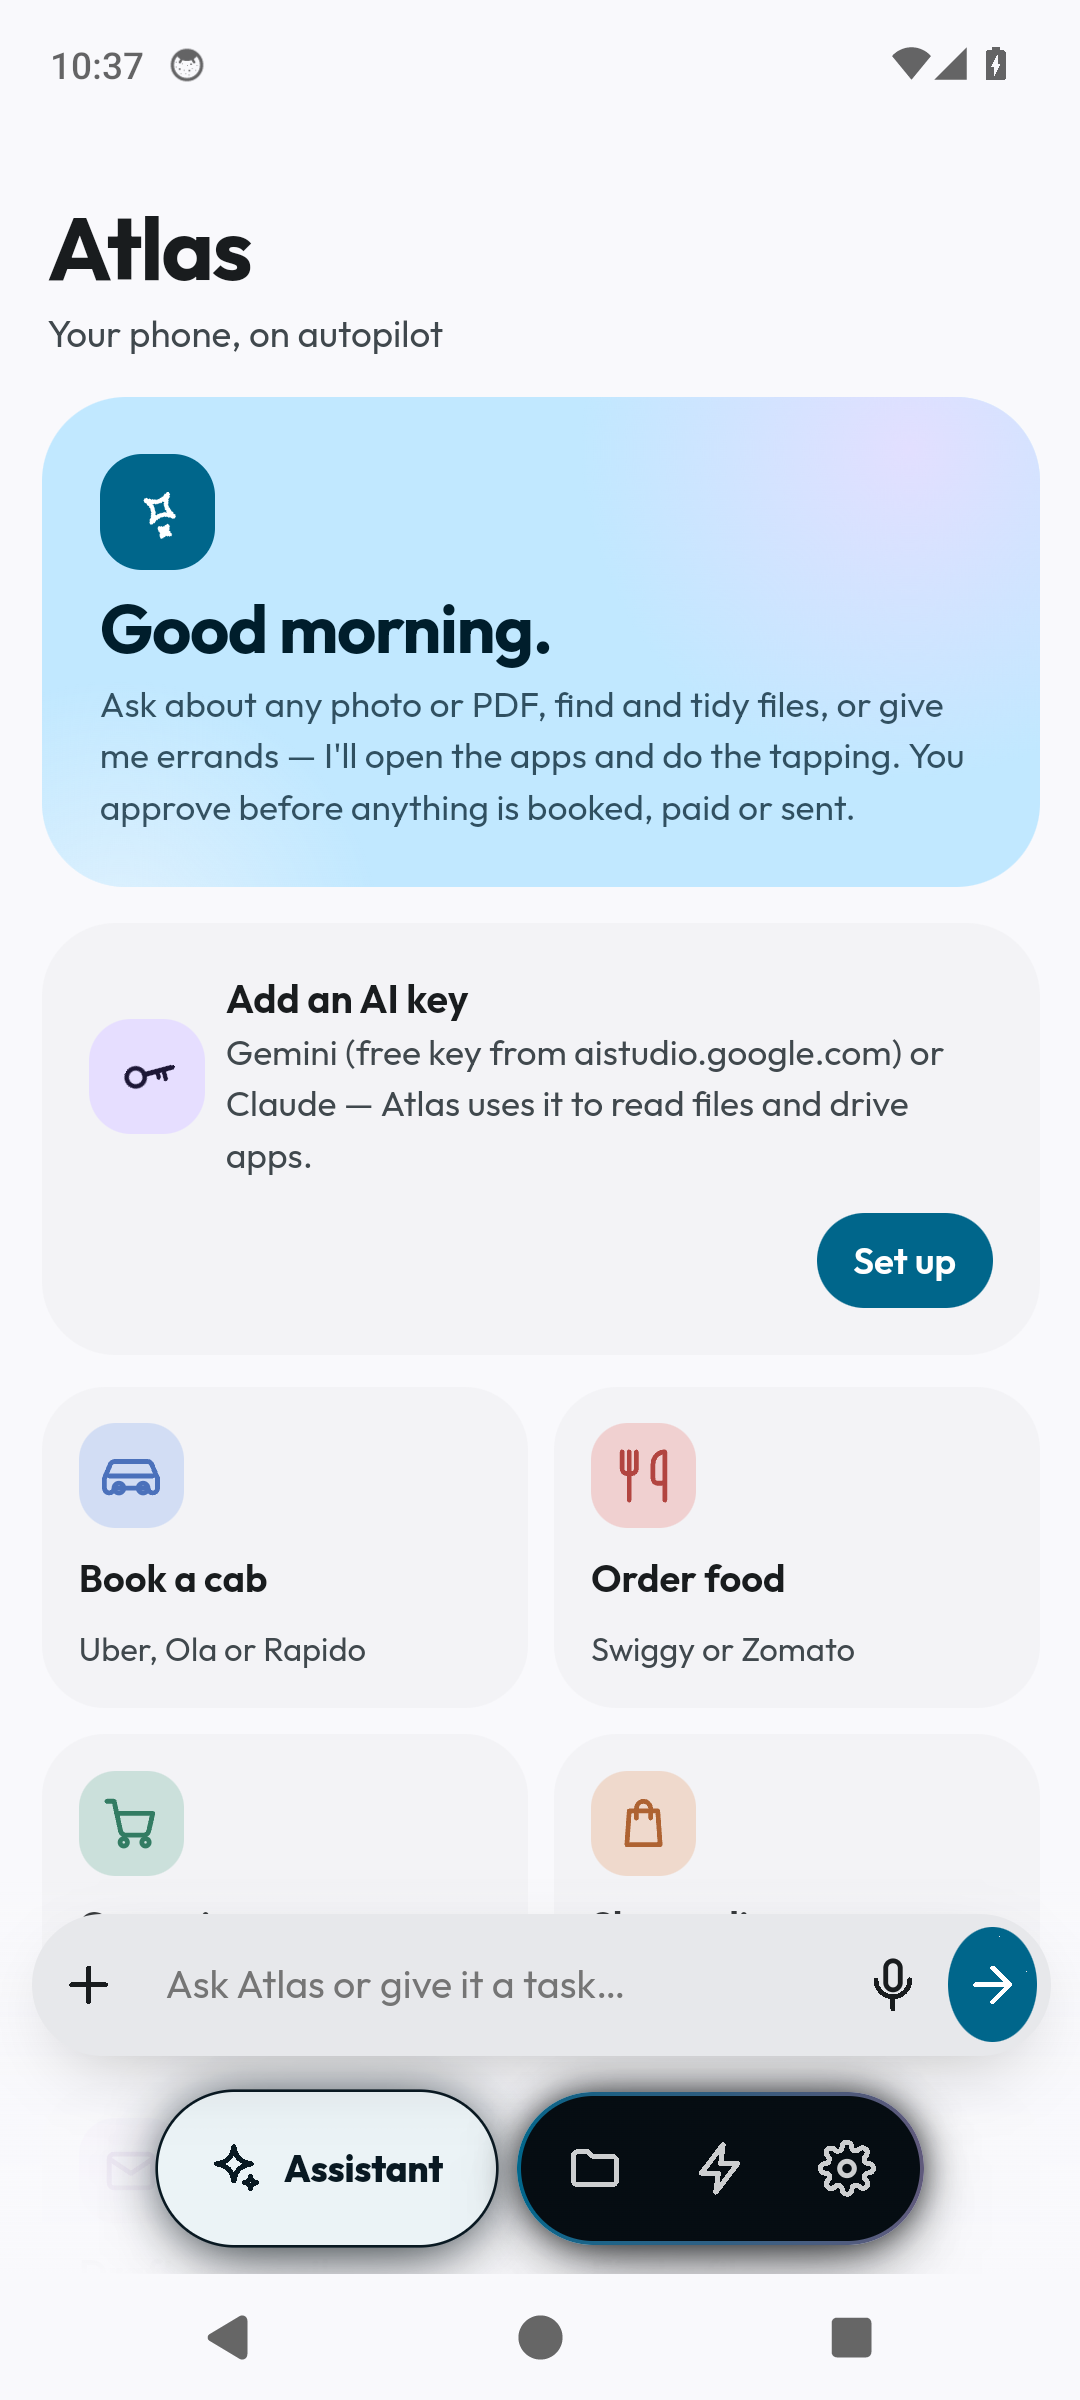 10:37
Atlas
Your phone, on autopilot
Good morning.
Ask about any photo or PDF, find and tidy files, or give
me errands — I'll open the apps and do the tapping. You
approve before anything is booked, paid or sent.
Add an AI key
Gemini (free key from aistudio.google.com) or
Claude — Atlas uses it to read files and drive
apps.
Set up
Book a cab
Uber, Ola or Rapido
Order food
Swiggy or Zomato
Ask Atlas or give it a task...
Assistant